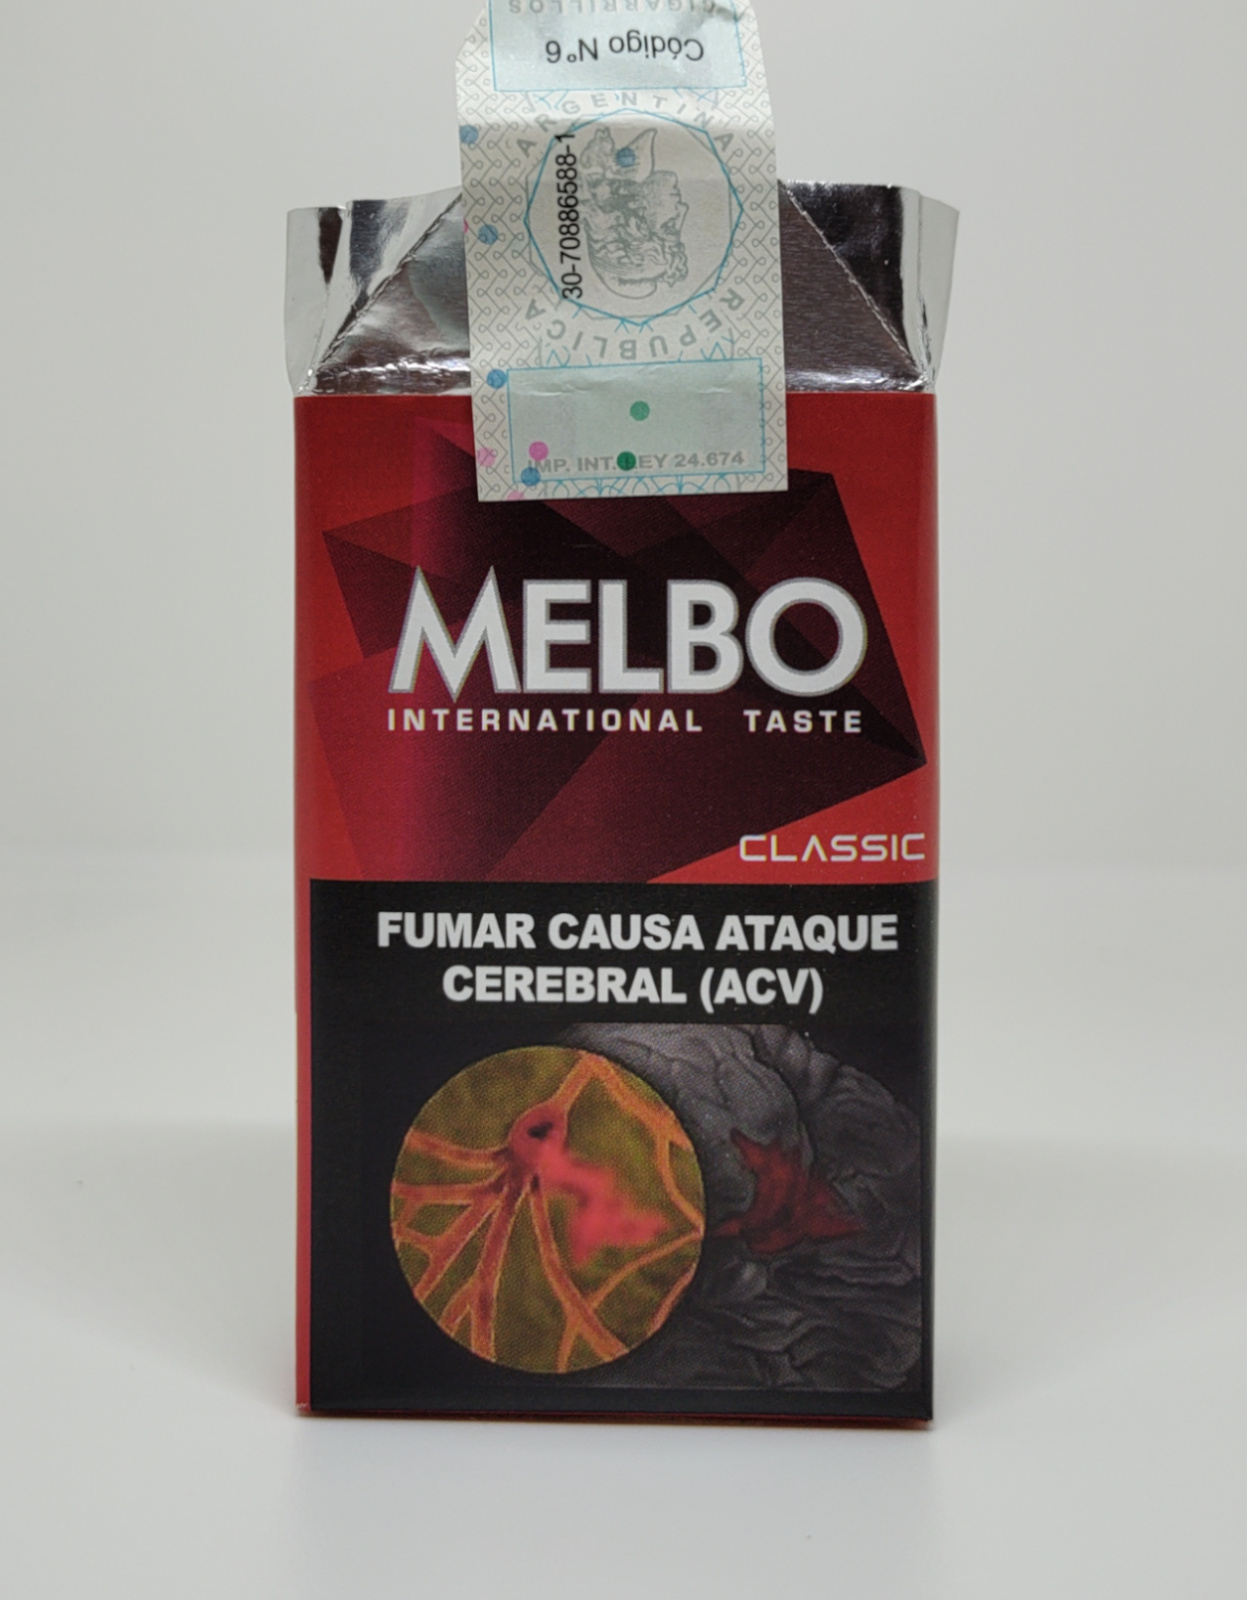 CIGARRILLOS
Código N°6
ARGENTINA
30-70886588-1
REPUBLICA
IMP. INT. LEY 24.674
MELBO
INTERNATIONAL TASTE
CLASSIC
FUMAR CAUSA ATAQUE
CEREBRAL (ACV)